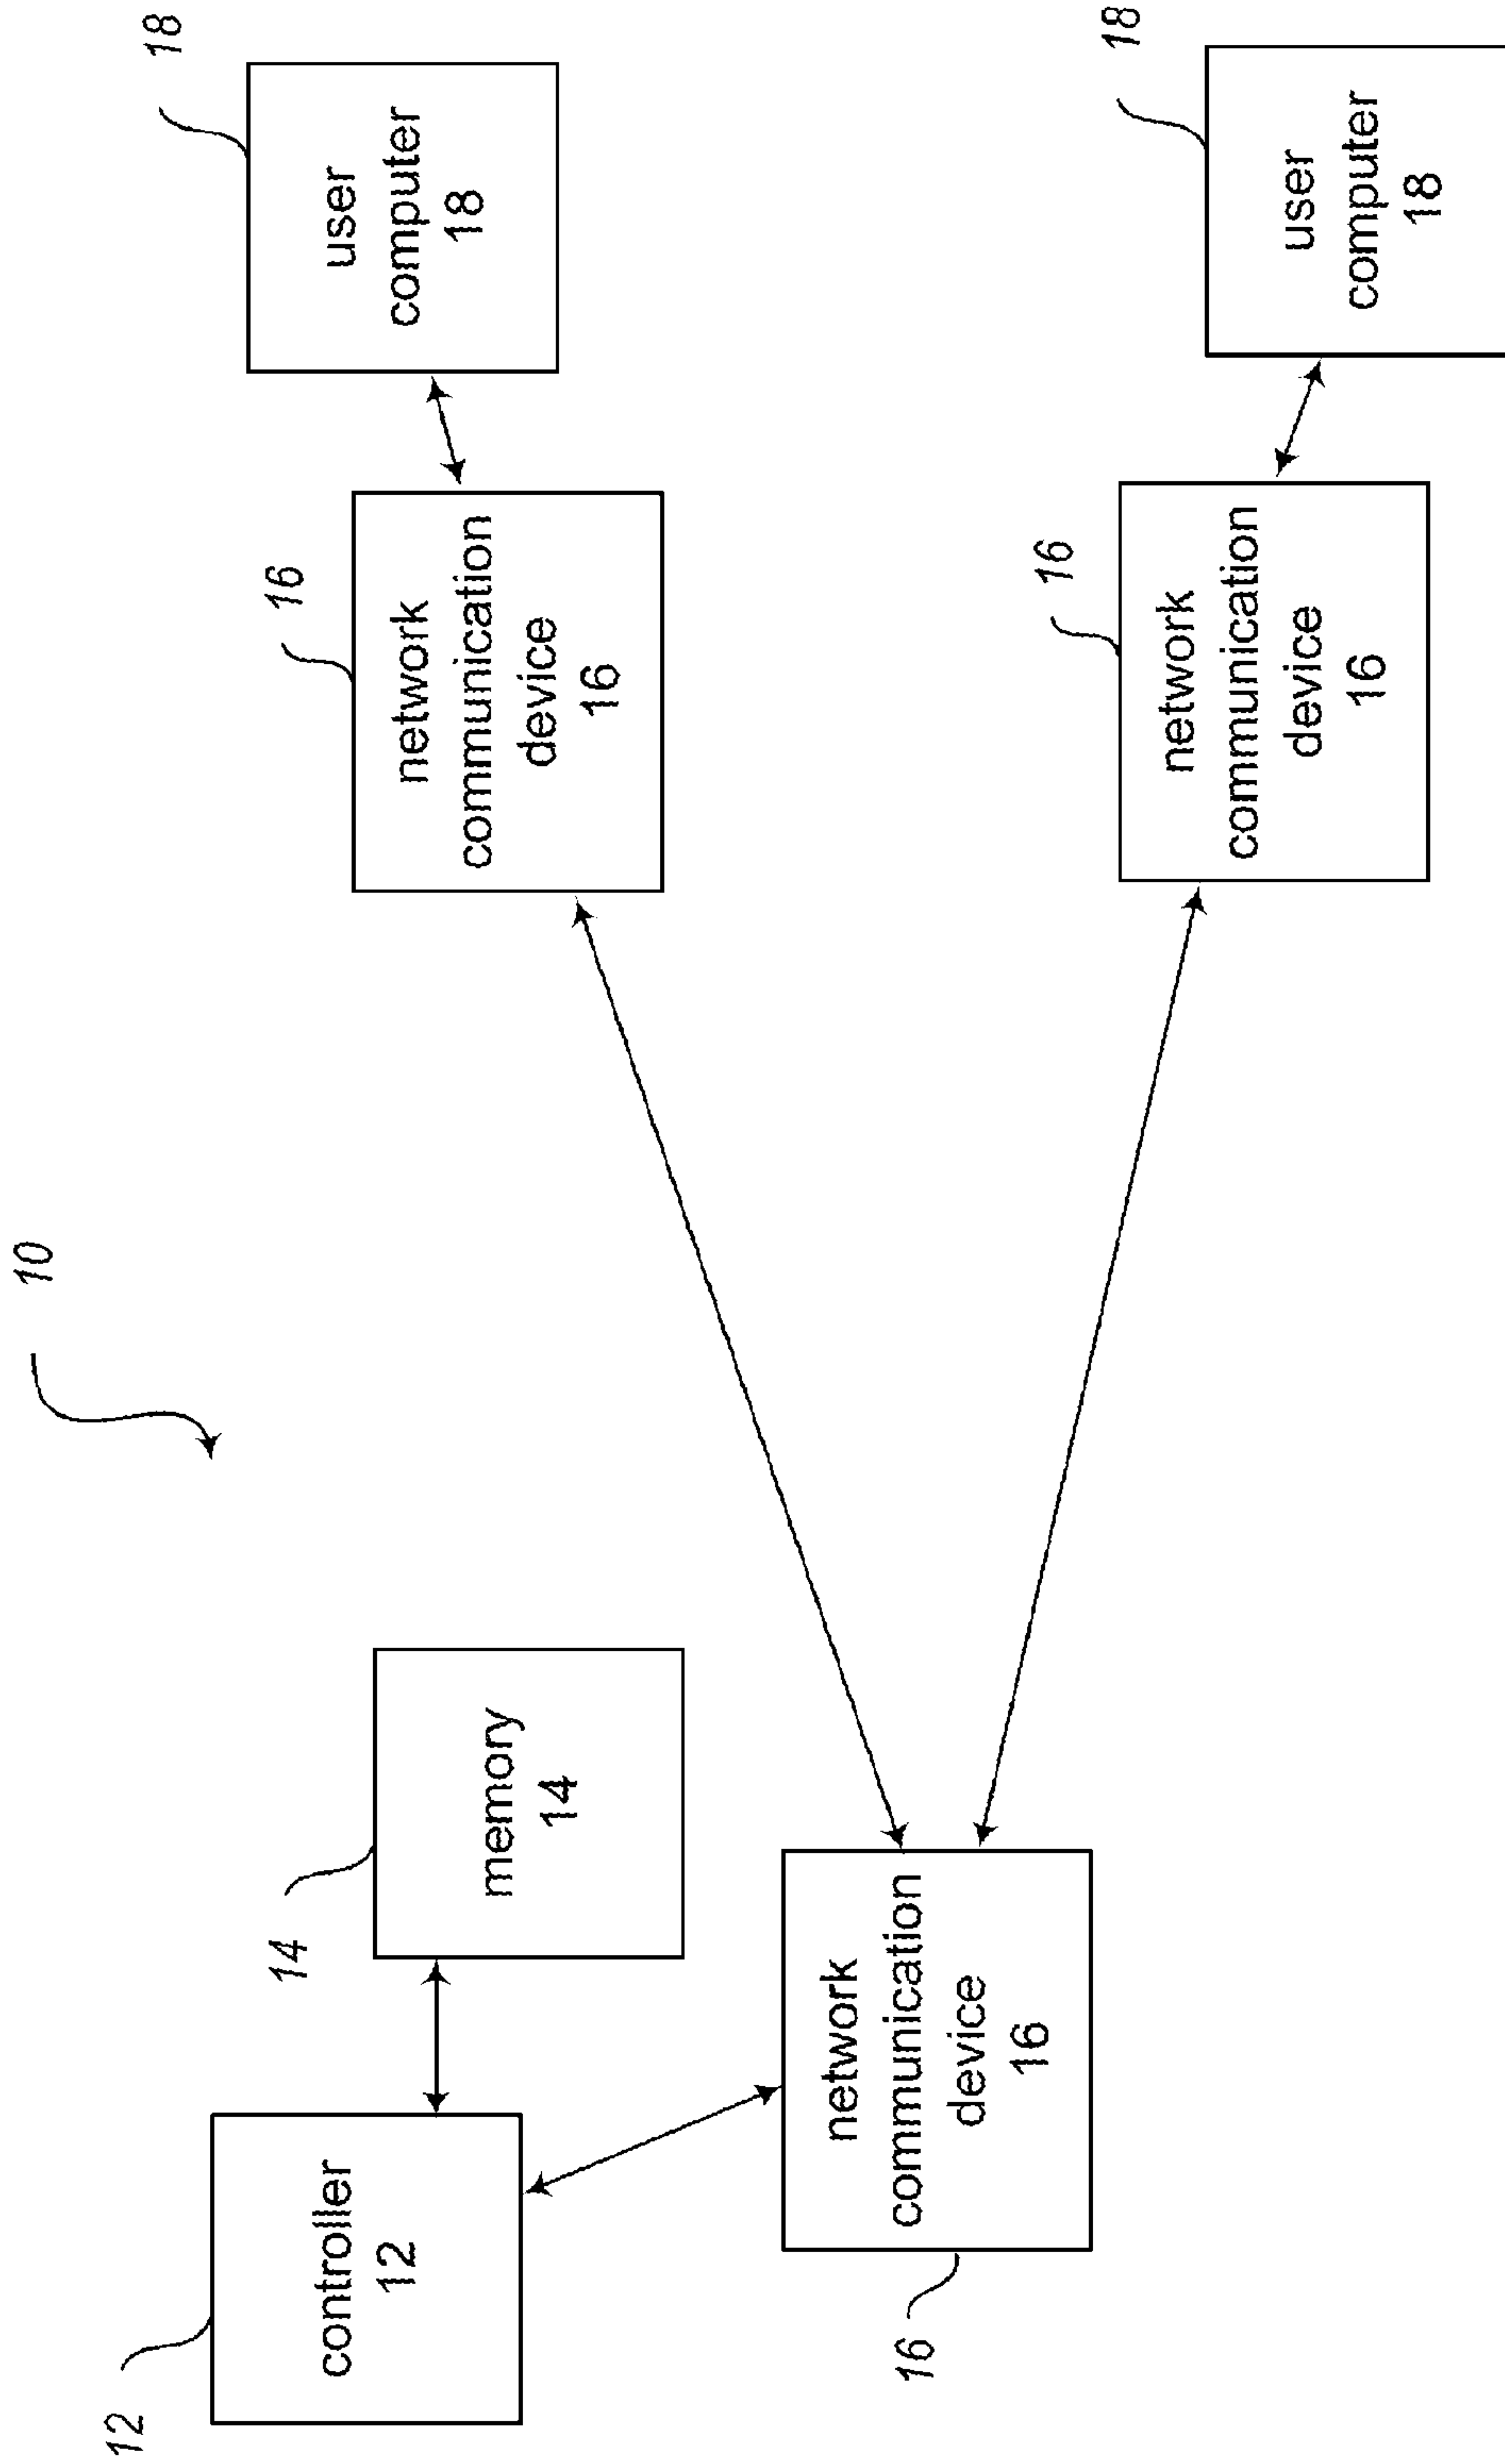 10
12
controller
12
14
memory
14
16
network
communication
device
16
16
network
communication
device
16
18
user
computer
18
16
network
communication
device
16
18
user
computer
18